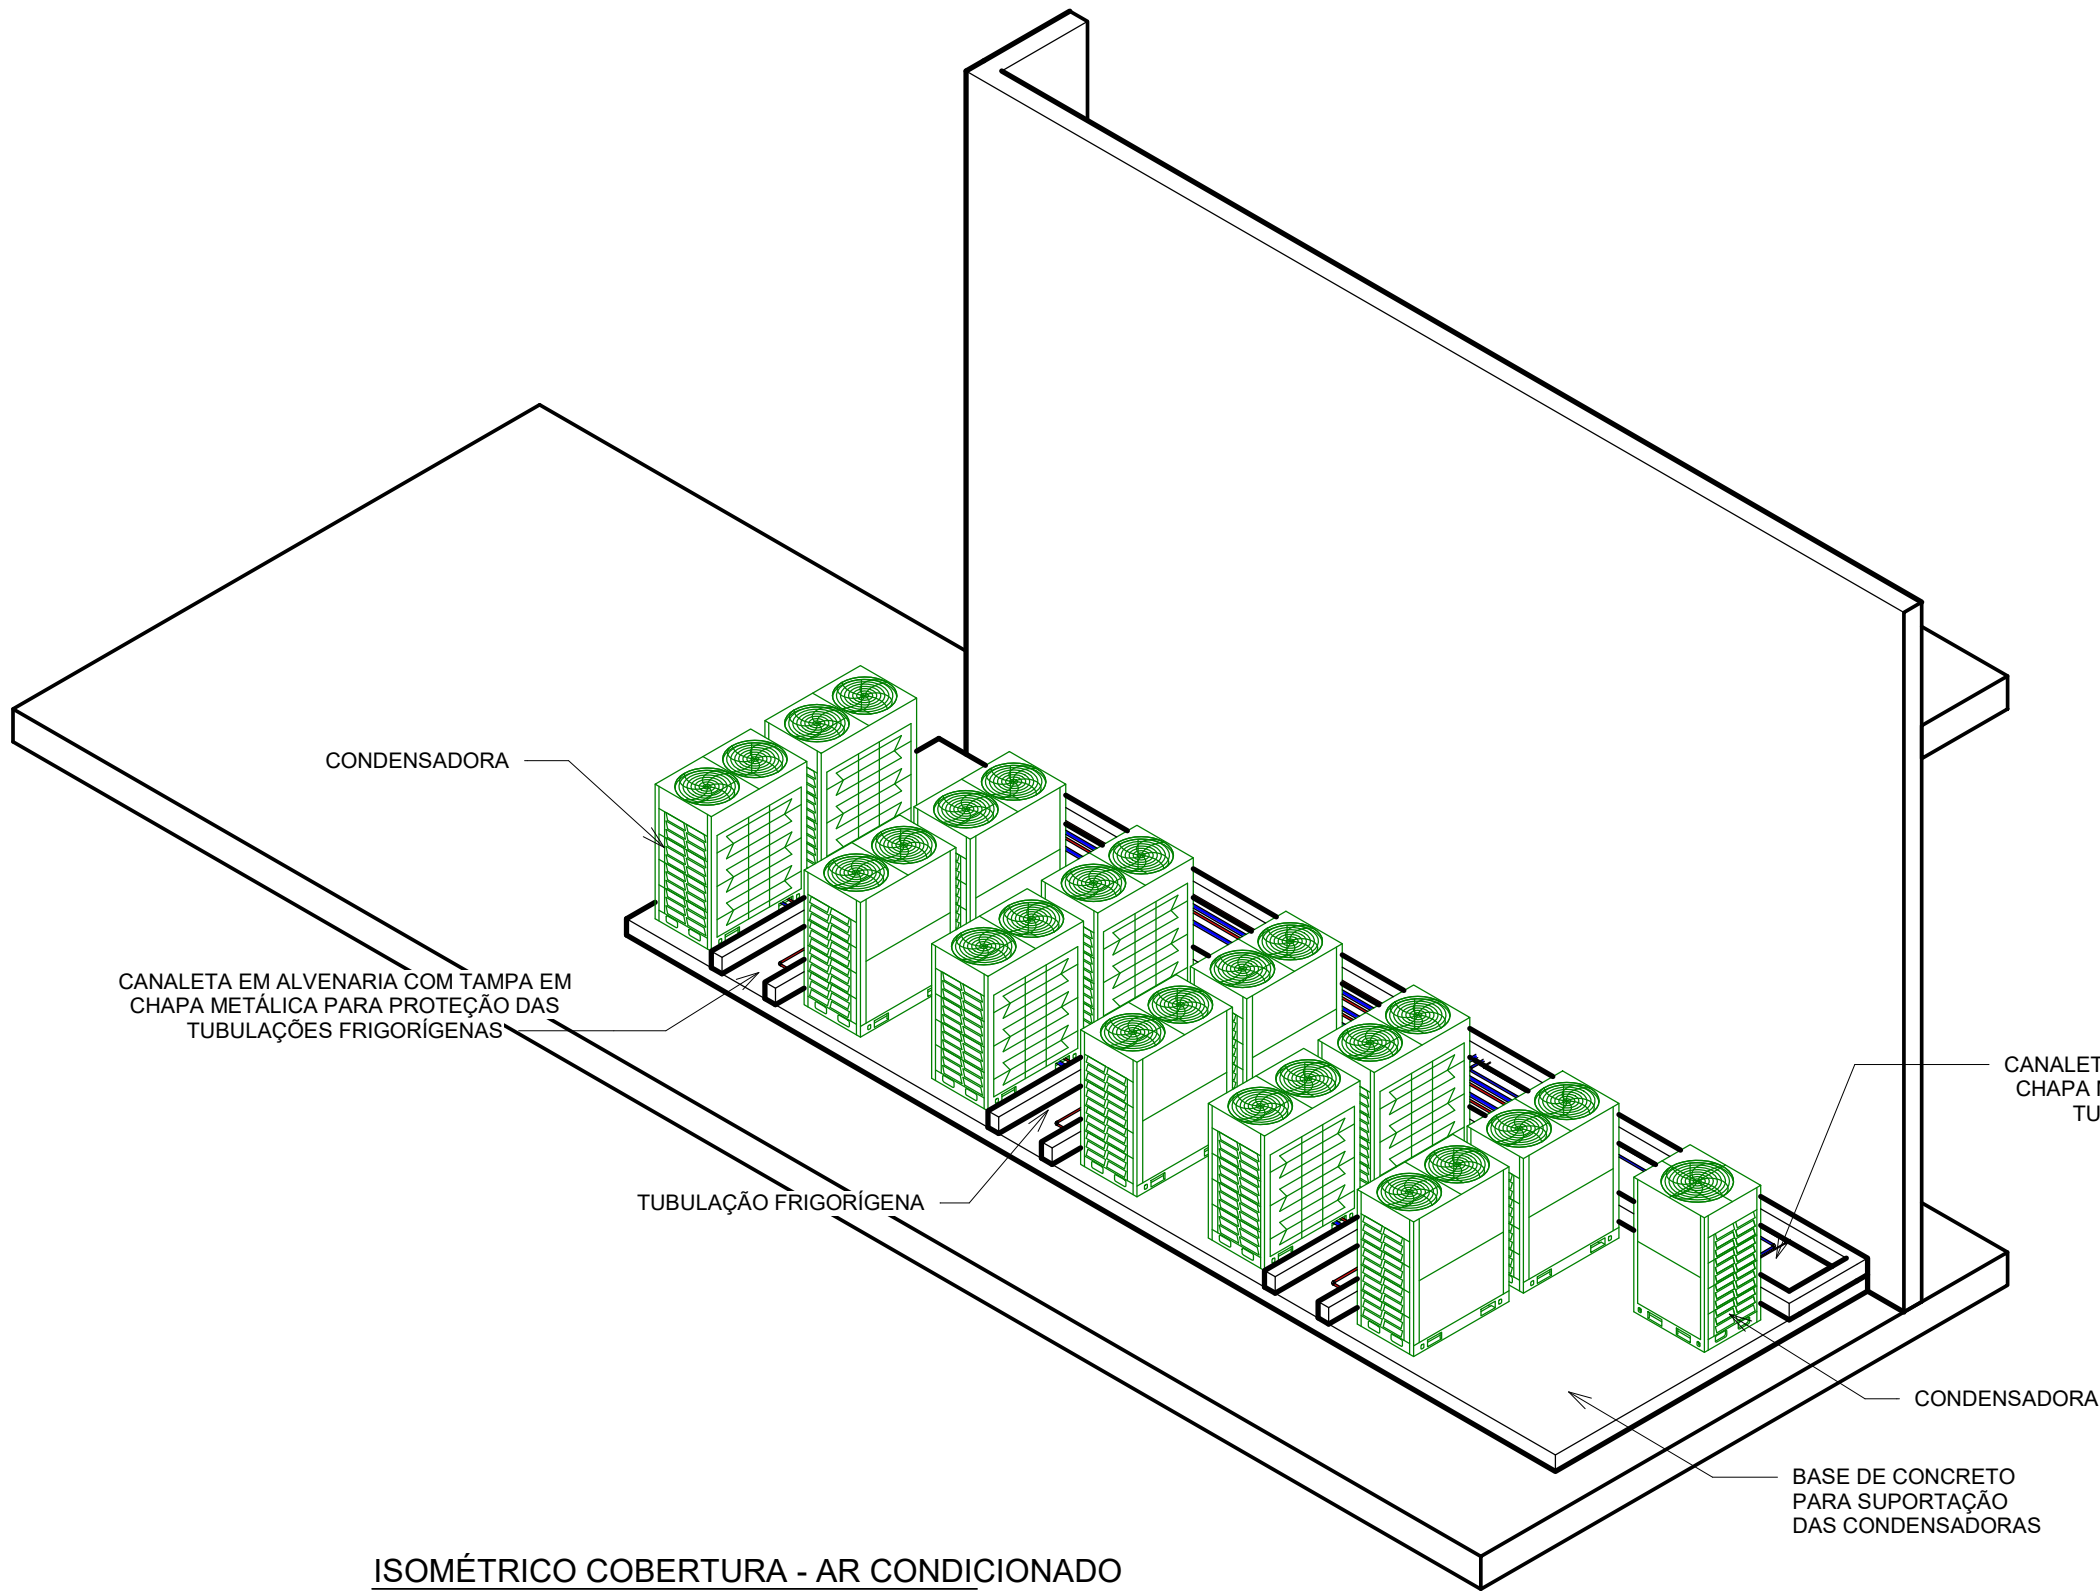 CONDENSADORA
CANALETA EM ALVENARIA COM TAMPA EM
CHAPA METÁLICA PARA PROTEÇÃO DAS
TUBULAÇÕES FRIGORÍGENAS
TUBULAÇÃO FRIGORÍGENA
CANALET
CHAPA
TU
CONDENSADORA
BASE DE CONCRETO
PARA SUPORTAÇÃO
DAS CONDENSADORAS
ISOMÉTRICO COBERTURA - AR CONDICIONADO